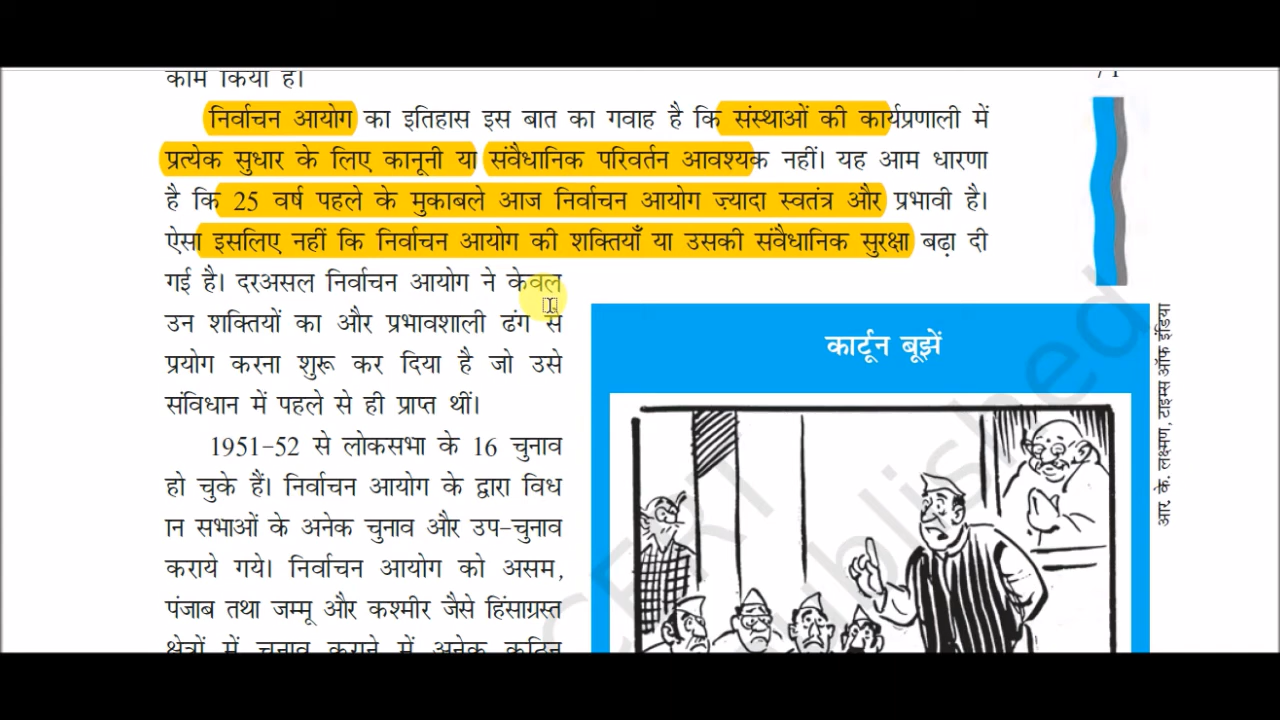 काम किया है।
निर्वाचन आयोग का इतिहास इस बात का गवाह है कि संस्थाओं की कार्यप्रणाली में
प्रत्येक सुधार के लिए कानूनी या संवैधानिक परिवर्तन आवश्यक नहीं। यह आम धारणा
है कि 25 वर्ष पहले के मुकाबले आज निर्वाचन आयोग ज़्यादा स्वतंत्र और प्रभावी है।
ऐसा इसलिए नहीं कि निर्वाचन आयोग की शक्तियाँ या उसकी संवैधानिक सुरक्षा बढ़ा दी
गई है। दरअसल निर्वाचन आयोग ने केवल
उन शक्तियों का और प्रभावशाली ढंग से
प्रयोग करना शुरू कर दिया है जो उसे
संविधान में पहले से ही प्राप्त थीं।
1951-52 से लोकसभा के 16 चुनाव
हो चुके हैं। निर्वाचन आयोग के द्वारा विध
ान सभाओं के अनेक चुनाव और उप-चुनाव
कराये गये। निर्वाचन आयोग को असम,
पंजाब तथा जम्मू और कश्मीर जैसे हिंसाग्रस्त
क्षेत्रों में चुनाव कराने में अनेक कठिन
कार्टून बूझें
आर. के. लक्ष्मण, टाइम्स ऑफ इंडिया